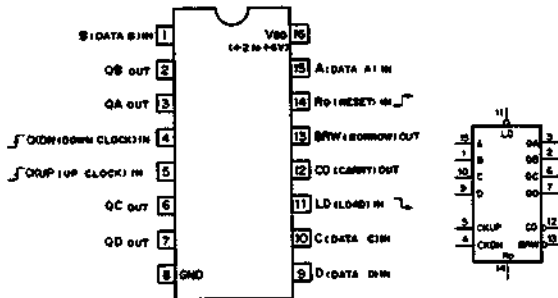 B(DATA B)IN 1
QB OUT 2
QA OUT 3
CKDN(DOWN CLOCK)IN 4
CKUP(UP CLOCK)IN 5
QC OUT 6
QD OUT 7
8 GND
VDD 16
(+2 to +6V)
15 A(DATA A)IN
14 RD(RESET)IN
13 BRW(BORROW)OUT
12 CO(CARRY)OUT
11 LD(LOAD)IN
10 C(DATA C)IN
9 D(DATA D)IN
11
LD
15 A QA 3
1 B QB 2
10 C QC 6
9 D QD 7
5 CKUP CO 12
4 CKDN BRW 13
RD
14